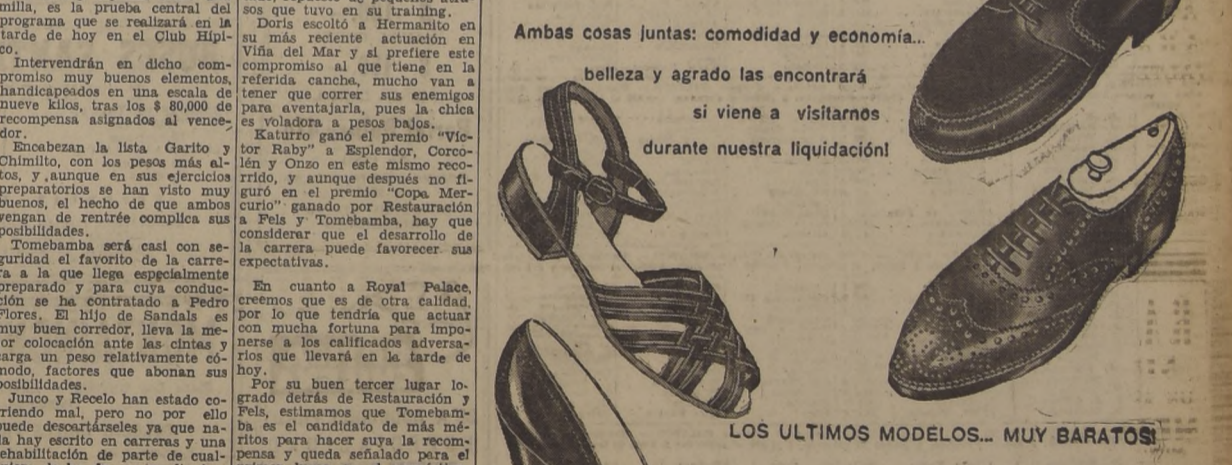 milla, es la prueba central del
programa que se realizará en la
tarde de hoy en el Club Hípi-
co.
Intervendrán en dicho com-
promiso muy buenos elementos,
handicapeados en una escala de
nueve kilos, tras los $ 80,000 de
recompensa asignados al vence-
dor.
Encabezan la lista Garito y
Chimilto, con los pesos más al-
tos, y aunque en sus ejercicios
preparatorios se han visto muy
buenos, el hecho de que ambos
vengan de rentrée complica sus
posibilidades.
Tomebamba será casi con se-
guridad el favorito de la carre-
ra a la que llega especialmente
preparado y para cuya conduc-
ción se ha contratado a Pedro
Flores. El hijo de Sandals es
muy buen corredor, lleva la me-
or colocación ante las cintas y
arga un peso relativamente có-
modo, factores que abonan sus
posibilidades.
Junco y Recelo han estado co-
rriendo mal, pero no por ello
puede descartárseles ya que na-
la hay escrito en carreras y una
ehabilitación de parte de cual-
sos que tuvo en su training.
Doris escoltó a Hermanito en
su más reciente actuación en
Viña del Mar y si prefiere este
compromiso al que tiene en la
referida cancha, mucho van a
tener que correr sus enemigos
para aventajarla, pues la chica
es voladora a pesos bajos.
Katurro ganó el premio "Víc-
tor Raby" a Esplendor, Corco-
lén y Onzo en este mismo reco-
rrido, y aunque después no fi-
guró en el premio "Copa Mer-
curio" ganado por Restauración
a Fels y Tomebamba, hay que
considerar que el desarrollo de
la carrera puede favorecer sus
expectativas.
En cuanto a Royal Palace,
creemos que es de otra calidad,
por lo que tendría que actuar
con mucha fortuna para impo-
nerse a los calificados adversa-
rios que llevará en la tarde de
hoy.
Por su buen tercer lugar lo-
grado detrás de Restauración y
Fels, estimamos que Tomebam-
ba es el candidato de más mé-
ritos para hacer suya la recom-
pensa y queda señalado para el
Ambas cosas juntas: comodidad y economía...
belleza y agrado las encontrará
si viene a visitarnos
durante nuestra liquidación!
LOS ULTIMOS MODELOS... MUY BARATOS!